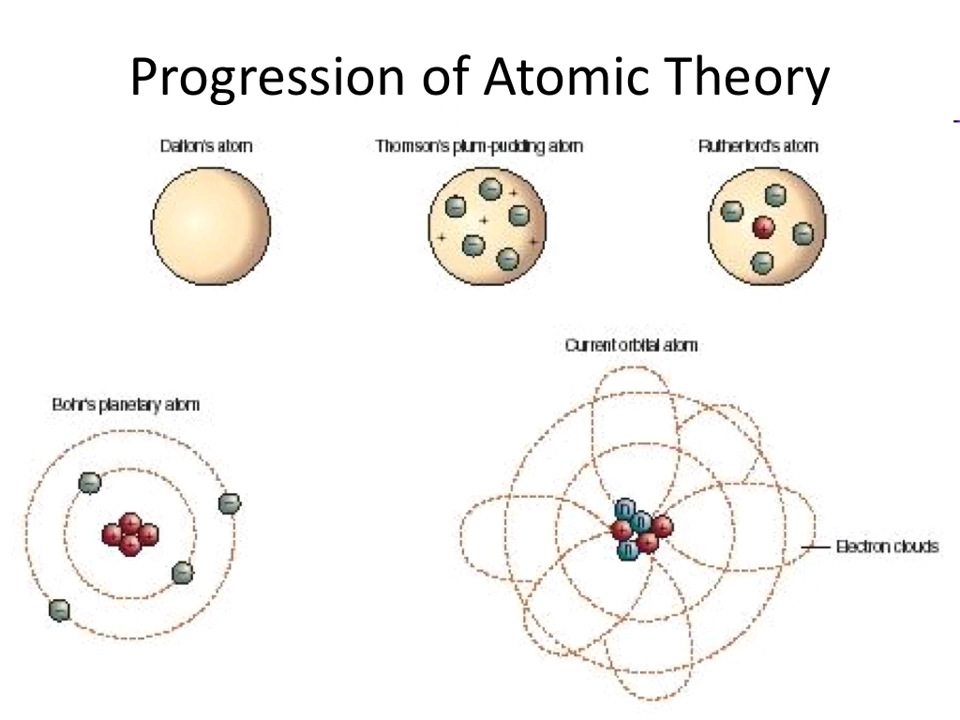 Progression of Atomic Theory
Dalton's atom
Thomson's plum-pudding atom
Rutherford's atom
− + − + − − + + −
− − + − −
Current orbital atom
Bohr's planetary atom
− −
+ + + +
− −
n n + + n +
Electron clouds